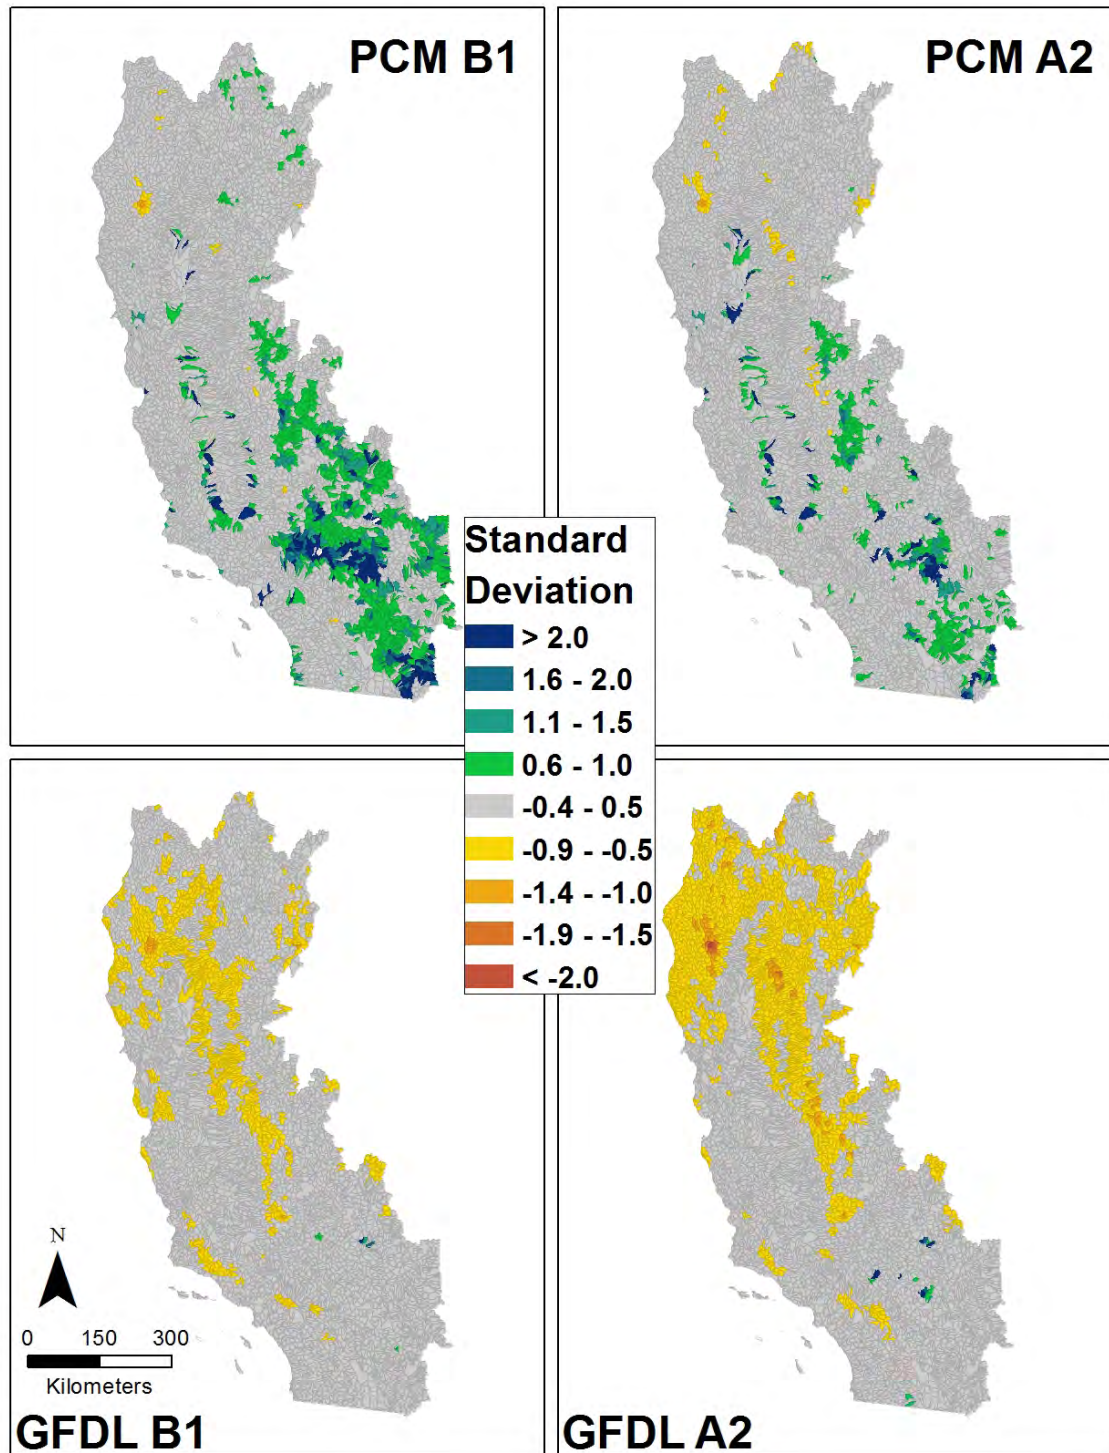 PCM B1
PCM A2
Standard
Deviation
> 2.0
1.6 - 2.0
1.1 - 1.5
0.6 - 1.0
-0.4 - 0.5
-0.9 - -0.5
-1.4 - -1.0
-1.9 - -1.5
< -2.0
N
0 150 300
Kilometers
GFDL B1
GFDL A2